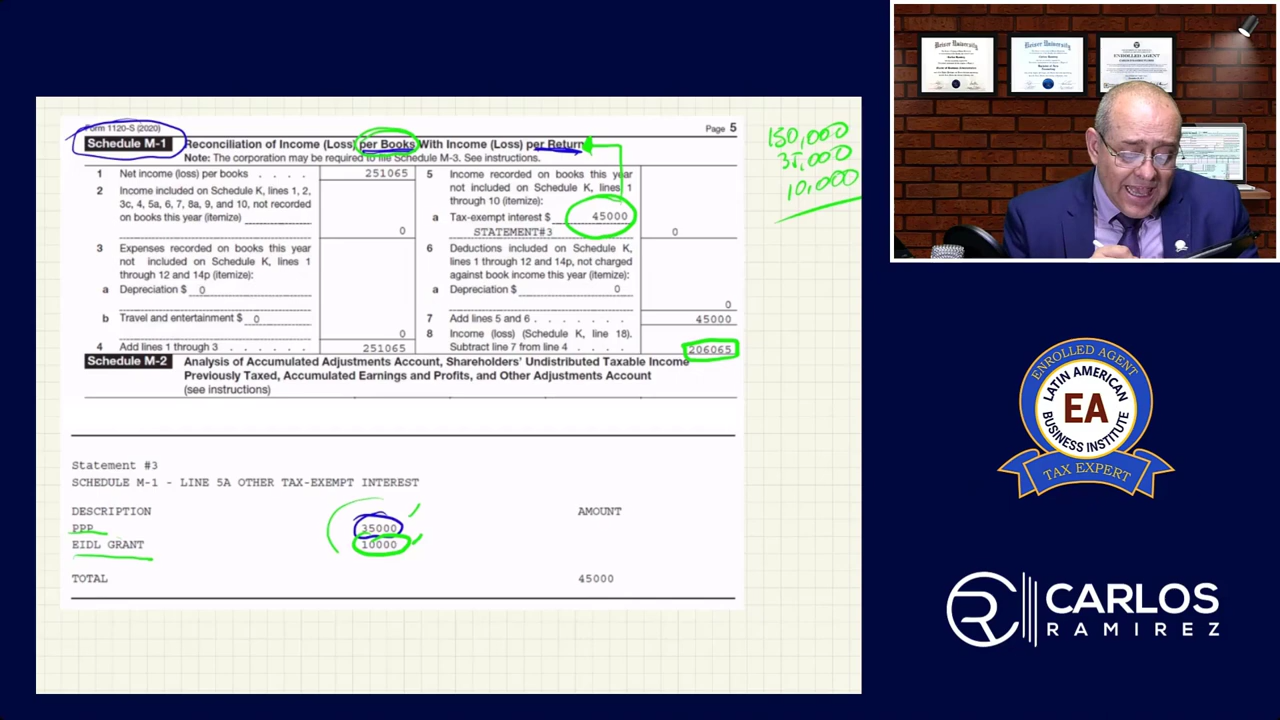 Form 1120-S (2020)
Page 5
Schedule M-1 Reconciliation of Income (Loss) per Books With Income (Loss) per Return
Note: The corporation may be required to file Schedule M-3. See instructions.
1 Net income (loss) per books . . . . . 251065
2 Income included on Schedule K, lines 1, 2,
3c, 4, 5a, 6, 7, 8a, 9, and 10, not recorded
on books this year (itemize)
0
3 Expenses recorded on books this year
not included on Schedule K, lines 1
through 12 and 14p (itemize):
a Depreciation $ 0
b Travel and entertainment $ 0
0
4 Add lines 1 through 3 . . . . . . . 251065
5 Income recorded on books this year
not included on Schedule K, lines 1
through 10 (itemize):
a Tax-exempt interest $ 45000
STATEMENT#3 0
6 Deductions included on Schedule K,
lines 1 through 12 and 14p, not charged
against book income this year (itemize):
a Depreciation $ 0
0
7 Add lines 5 and 6 . . . . . . . 45000
8 Income (loss) (Schedule K, line 18).
Subtract line 7 from line 4 . . . . 206065
Schedule M-2 Analysis of Accumulated Adjustments Account, Shareholders' Undistributed Taxable Income
Previously Taxed, Accumulated Earnings and Profits, and Other Adjustments Account
(see instructions)
Statement #3
SCHEDULE M-1 - LINE 5A OTHER TAX-EXEMPT INTEREST
DESCRIPTION AMOUNT
PPP 35000
EIDL GRANT 10000
TOTAL 45000
150,000
35,000
10,000
Keiser University
Keiser University
ENROLLED AGENT
ENROLLED AGENT
LATIN AMERICAN
EA
BUSINESS INSTITUTE
TAX EXPERT
CARLOS
RAMIREZ